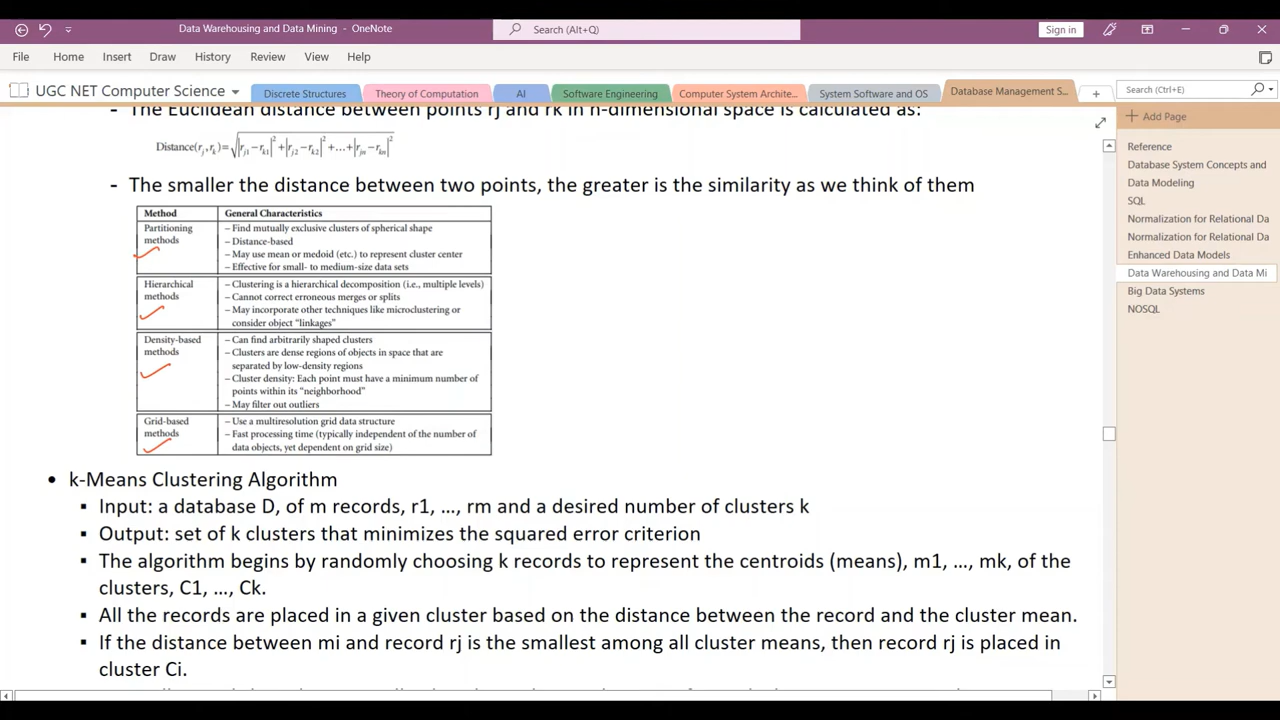 Data Warehousing and Data Mining - OneNote
Search (Alt+Q)
Sign in
File Home Insert Draw History Review View Help
UGC NET Computer Science
Discrete Structures
Theory of Computation
AI
Software Engineering
Computer System Archite...
System Software and OS
Database Management S...
+
Search (Ctrl+E)
- The Euclidean distance between points rj and rk in n-dimensional space is calculated as:
Distance(rj, rk) = √|rj1 − rk1|² + |rj2 − rk2|² + ... + |rjn − rkn|²
- The smaller the distance between two points, the greater is the similarity as we think of them
Method General Characteristics
Partitioning methods
– Find mutually exclusive clusters of spherical shape
– Distance-based
– May use mean or medoid (etc.) to represent cluster center
– Effective for small- to medium-size data sets
Hierarchical methods
– Clustering is a hierarchical decomposition (i.e., multiple levels)
– Cannot correct erroneous merges or splits
– May incorporate other techniques like microclustering or
consider object “linkages”
Density-based methods
– Can find arbitrarily shaped clusters
– Clusters are dense regions of objects in space that are
separated by low-density regions
– Cluster density: Each point must have a minimum number of
points within its “neighborhood”
– May filter out outliers
Grid-based methods
– Use a multiresolution grid data structure
– Fast processing time (typically independent of the number of
data objects, yet dependent on grid size)
• k-Means Clustering Algorithm
▪ Input: a database D, of m records, r1, ..., rm and a desired number of clusters k
▪ Output: set of k clusters that minimizes the squared error criterion
▪ The algorithm begins by randomly choosing k records to represent the centroids (means), m1, ..., mk, of the
clusters, C1, ..., Ck.
▪ All the records are placed in a given cluster based on the distance between the record and the cluster mean.
▪ If the distance between mi and record rj is the smallest among all cluster means, then record rj is placed in
cluster Ci.
Add Page
Reference
Database System Concepts and
Data Modeling
SQL
Normalization for Relational Da
Normalization for Relational Da
Enhanced Data Models
Data Warehousing and Data Mi
Big Data Systems
NOSQL